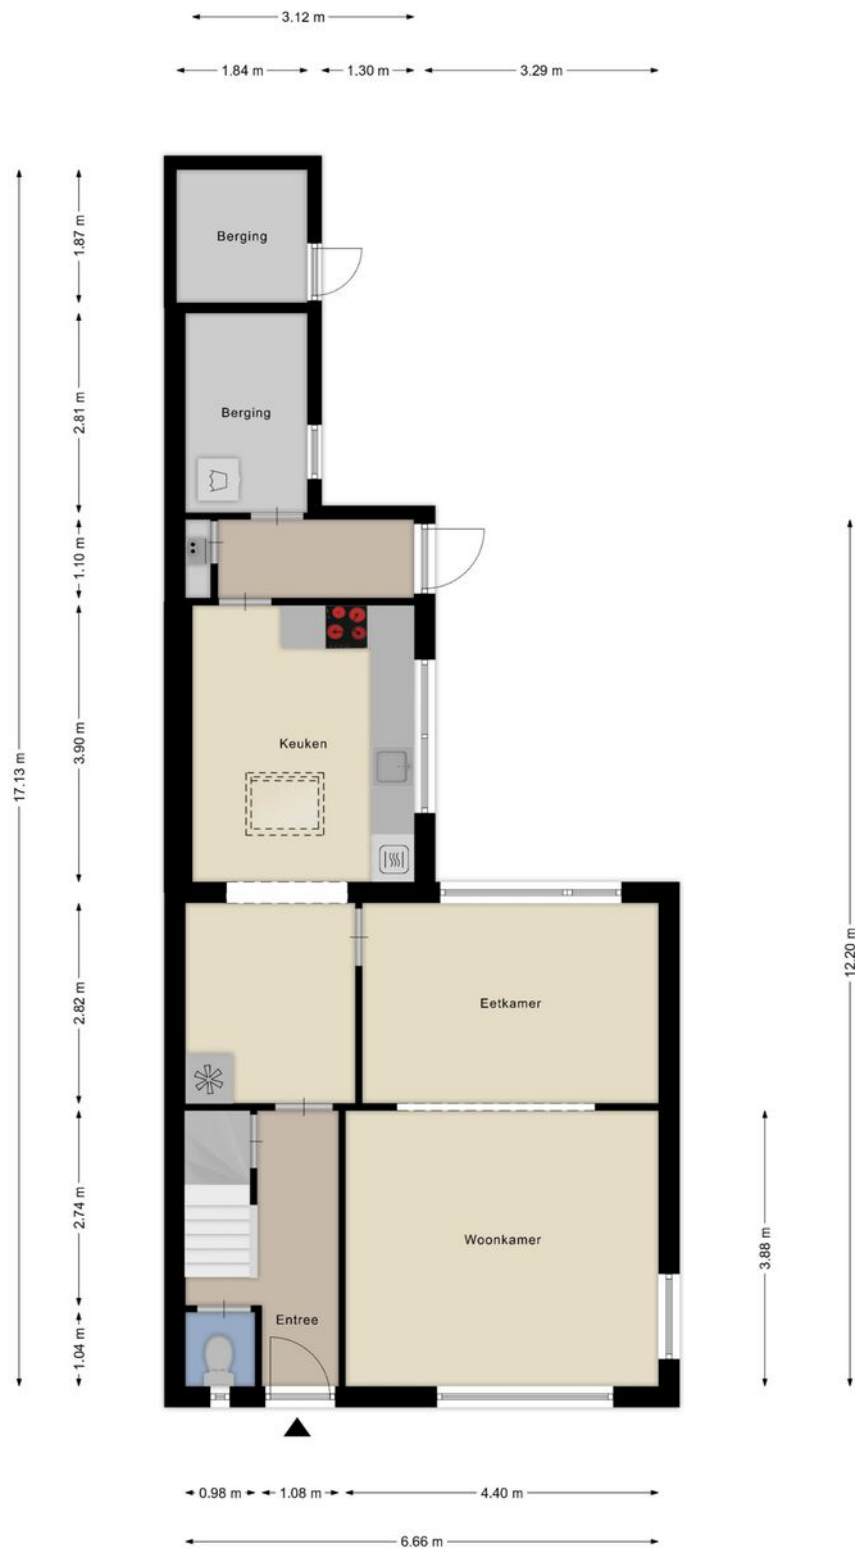 3.12 m
1.84 m
1.30 m
3.29 m
Berging
1.87 m
Berging
2.81 m
1.10 m
Keuken
3.90 m
17.13 m
12.20 m
Eetkamer
2.82 m
Woonkamer
2.74 m
3.88 m
Entree
1.04 m
0.98 m
1.08 m
4.40 m
6.66 m